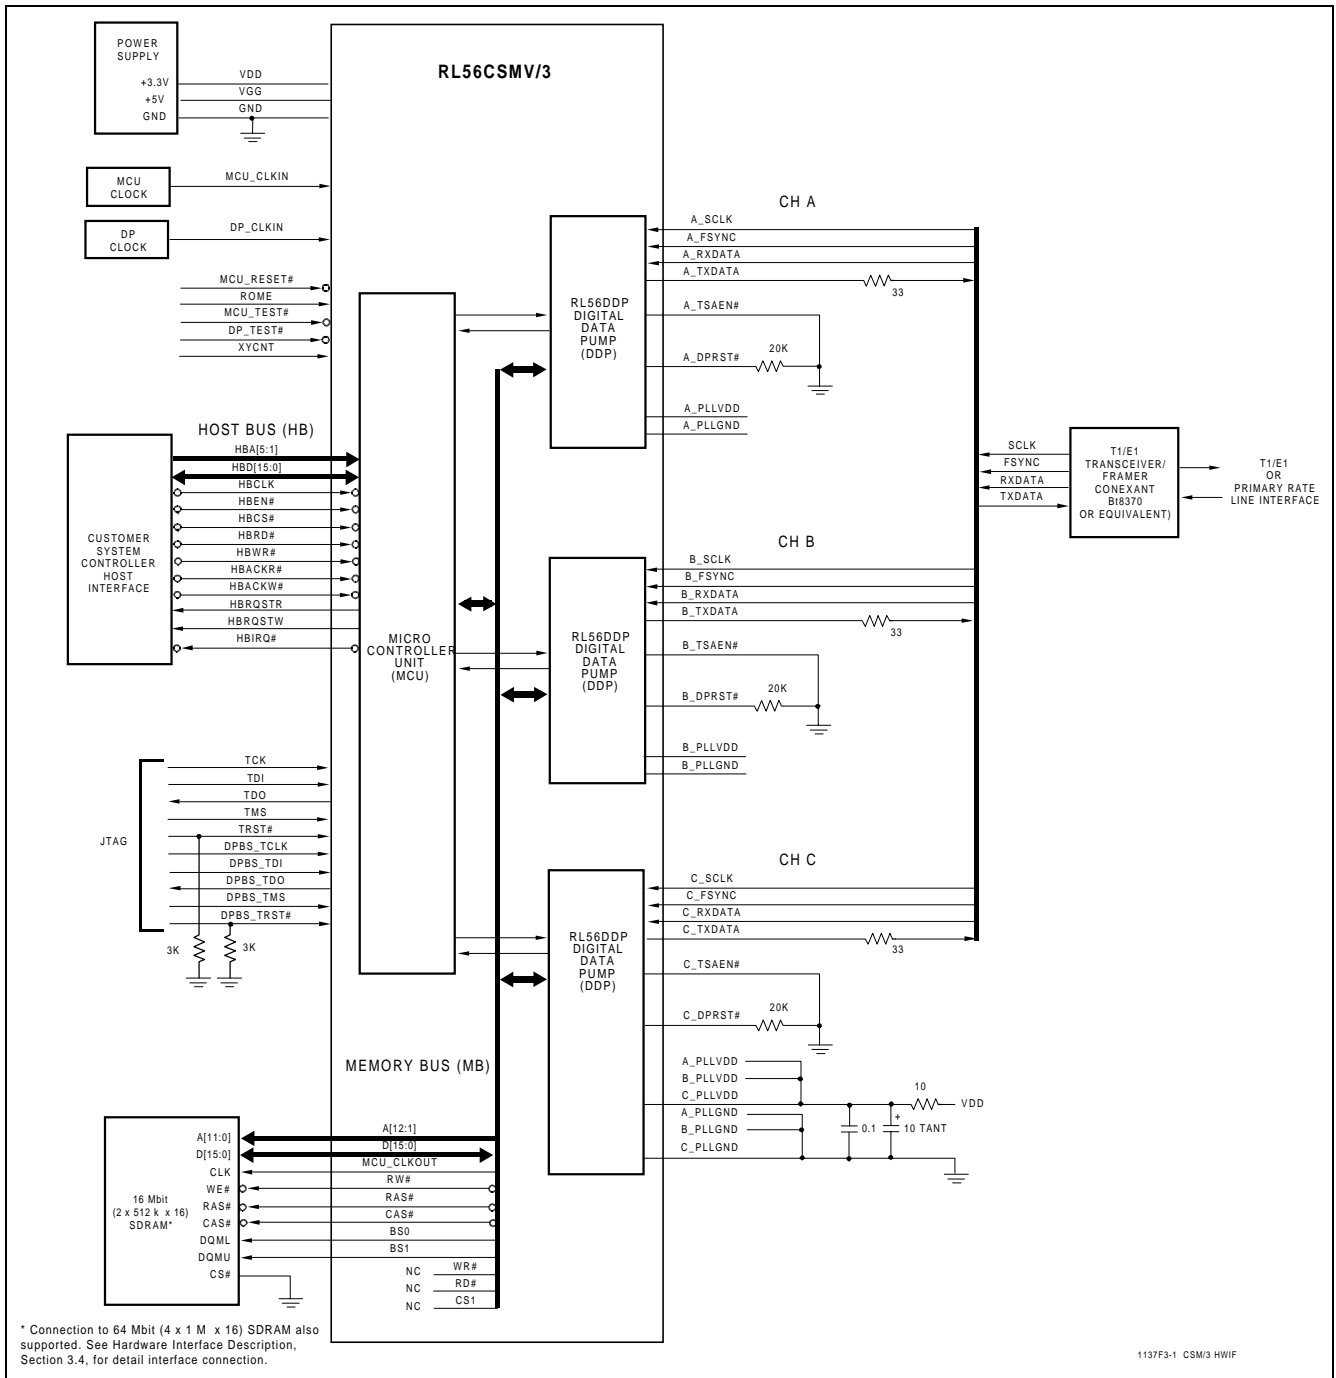 POWER
SUPPLY
+3.3V
+5V
GND
VDD
VGG
GND
RL56CSMV/3
MCU
CLOCK
MCU_CLKIN
DP
CLOCK
DP_CLKIN
MCU_RESET#
ROME
MCU_TEST#
DP_TEST#
XYCNT
HOST BUS (HB)
HBA[5:1]
HBD[15:0]
HBCLK
HBEN#
HBCS#
HBRD#
HBWR#
HBACKR#
HBACKW#
HBRQSTR
HBRQSTW
HBIRQ#
CUSTOMER
SYSTEM
CONTROLLER
HOST
INTERFACE
MICRO
CONTROLLER
UNIT
(MCU)
JTAG
TCK
TDI
TDO
TMS
TRST#
DPBS_TCLK
DPBS_TDI
DPBS_TDO
DPBS_TMS
DPBS_TRST#
3K
3K
CH A
RL56DDP
DIGITAL
DATA
PUMP
(DDP)
A_SCLK
A_FSYNC
A_RXDATA
A_TXDATA
33
A_TSAEN#
A_DPRST#
20K
A_PLLVDD
A_PLLGND
SCLK
FSYNC
RXDATA
TXDATA
T1/E1
TRANSCEIVER/
FRAMER
CONEXANT
Bt8370
OR EQUIVALENT)
T1/E1
OR
PRIMARY RATE
LINE INTERFACE
CH B
RL56DDP
DIGITAL
DATA
PUMP
(DDP)
B_SCLK
B_FSYNC
B_RXDATA
B_TXDATA
33
B_TSAEN#
B_DPRST#
20K
B_PLLVDD
B_PLLGND
CH C
RL56DDP
DIGITAL
DATA
PUMP
(DDP)
C_SCLK
C_FSYNC
C_RXDATA
C_TXDATA
33
C_TSAEN#
C_DPRST#
20K
A_PLLVDD
B_PLLVDD
C_PLLVDD
A_PLLGND
B_PLLGND
C_PLLGND
10
VDD
0.1
+
10 TANT
MEMORY BUS (MB)
A[12:1]
D[15:0]
MCU_CLKOUT
RW#
RAS#
CAS#
BS0
BS1
NC WR#
NC RD#
NC CS1
16 Mbit
(2 x 512 k x 16)
SDRAM*
A[11:0]
D[15:0]
CLK
WE#
RAS#
CAS#
DQML
DQMU
CS#
* Connection to 64 Mbit (4 x 1 M x 16) SDRAM also
supported. See Hardware Interface Description,
Section 3.4, for detail interface connection.
1137F3-1 CSM/3 HWIF